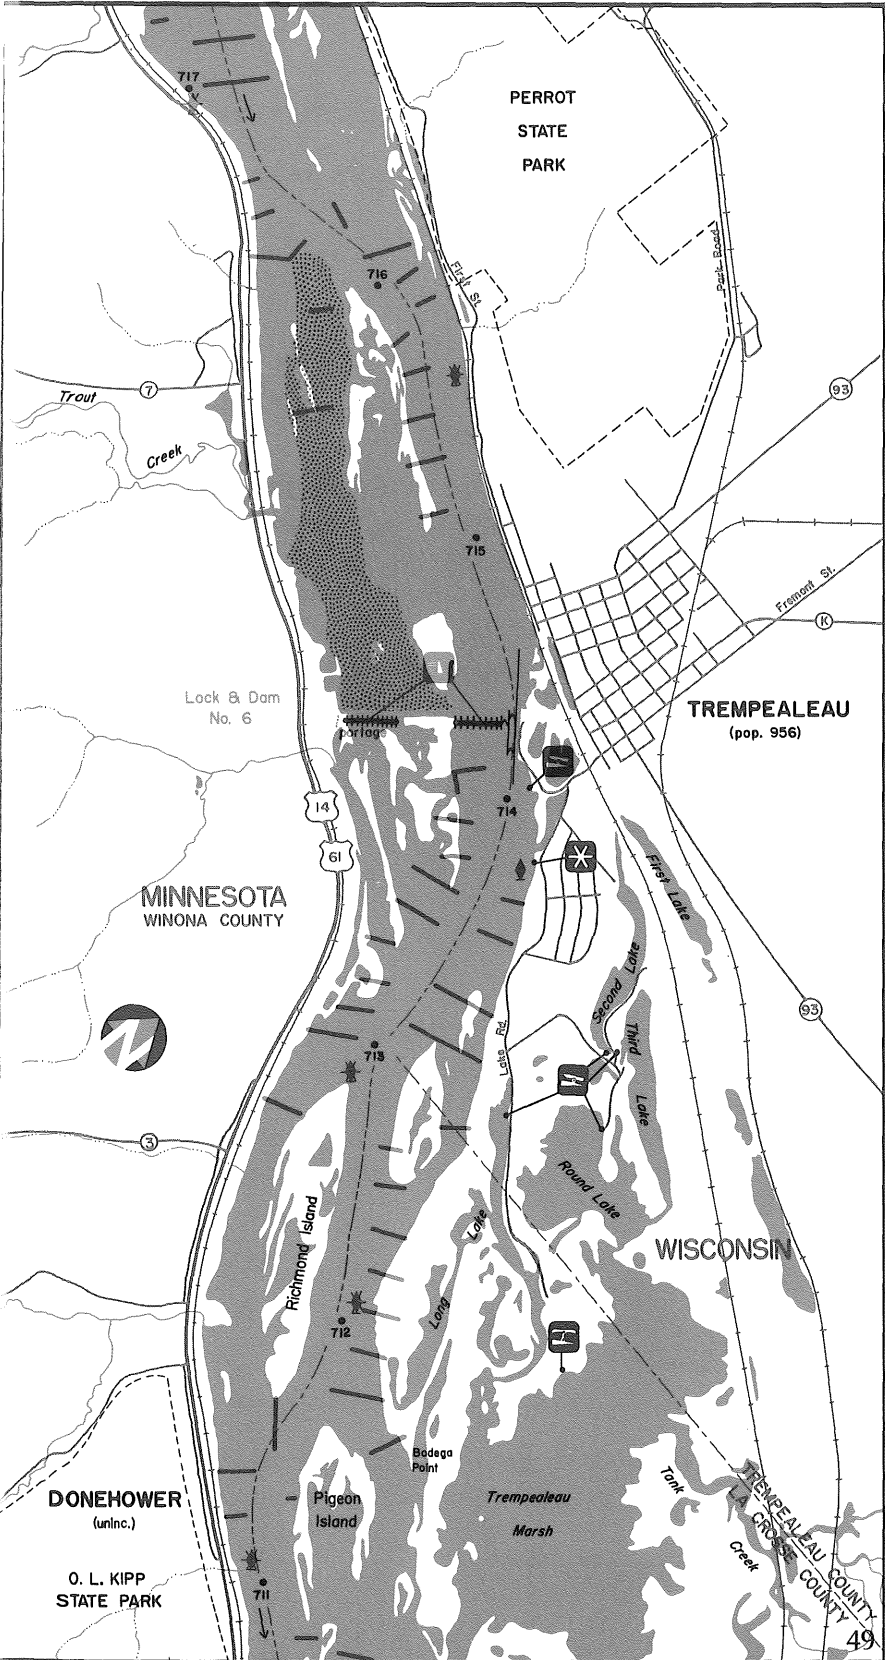 717
PERROT
STATE
PARK
716
First St.
Park Road
7
Trout
Creek
93
715
Fremont St.
K
Lock & Dam
No. 6
TREMPEALEAU
(pop. 956)
portage
14
714
61
MINNESOTA
WINONA COUNTY
First Lake
Second Lake
93
Lake Rd.
Third
Lake
713
3
Round Lake
Richmond Island
Long
Lake
WISCONSIN
712
Bodega
Point
Tank
Creek
DONEHOWER
(uninc.)
Pigeon
Island
Trempealeau
Marsh
TREMPEALEAU COUNTY
LA CROSSE COUNTY
O. L. KIPP
STATE PARK
711
49